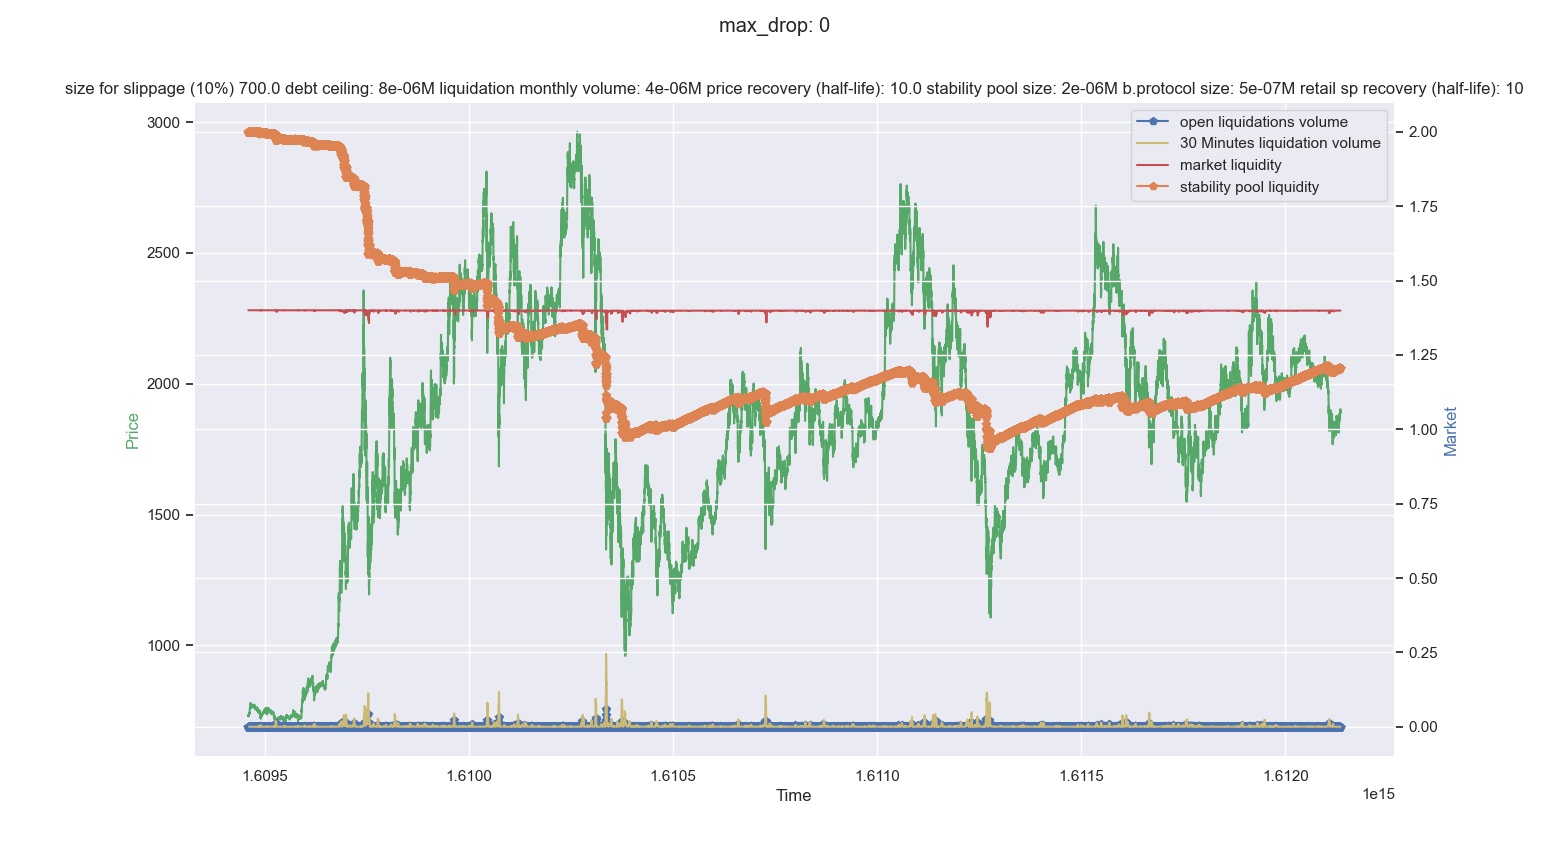 max_drop: 0
size for slippage (10%) 700.0 debt ceiling: 8e-06M liquidation monthly volume: 4e-06M price recovery (half-life): 10.0 stability pool size: 2e-06M b.protocol size: 5e-07M retail sp recovery (half-life): 10
open liquidations volume
30 Minutes liquidation volume
market liquidity
stability pool liquidity
3000
2500
2000
1500
1000
Price
2.00
1.75
1.50
1.25
1.00
0.75
0.50
0.25
0.00
Market
1.6095 1.6100 1.6105 1.6110 1.6115 1.6120
Time
1e15